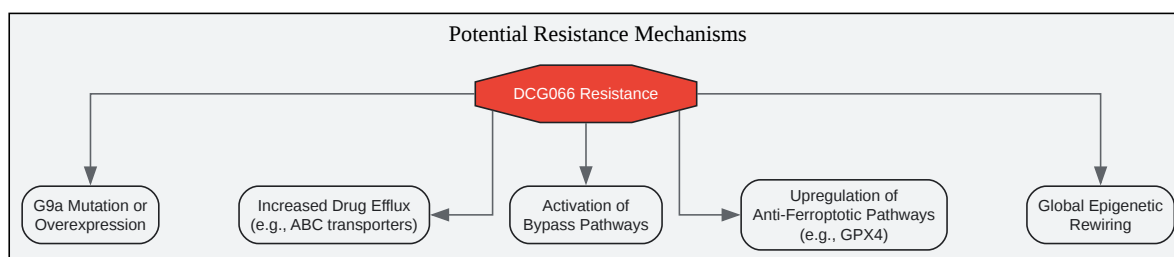 Potential Resistance Mechanisms
DCG066 Resistance
G9a Mutation or
Overexpression
Increased Drug Efflux
(e.g., ABC transporters)
Activation of
Bypass Pathways
Upregulation of
Anti-Ferroptotic Pathways
(e.g., GPX4)
Global Epigenetic
Rewiring